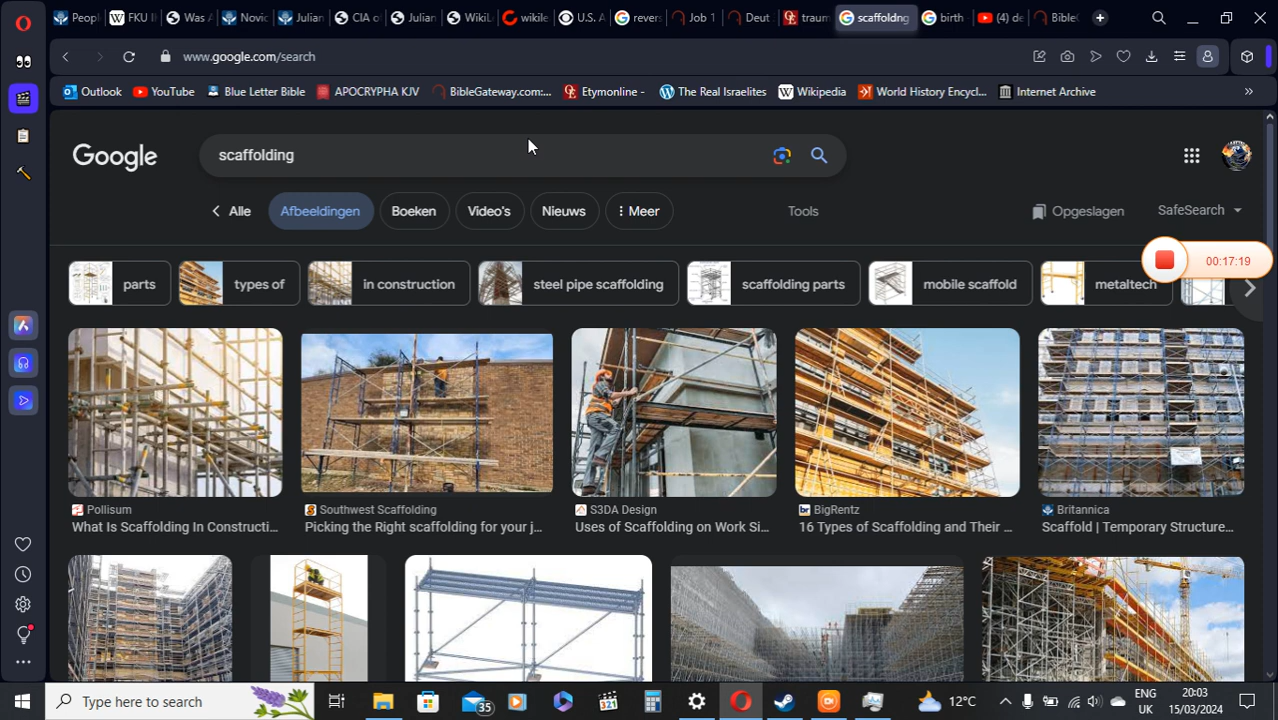 Peopl
FKU I
Was A
Novic
Julian
CIA of
Julian
WikiL
wikile
U.S. A
revers
Job 1
Deut
traum
scaffoldng
birth
(4) de
Bible
www.google.com/search
Outlook
YouTube
Blue Letter Bible
APOCRYPHA KJV
BibleGateway.com:...
Etymonline -
The Real Israelites
Wikipedia
World History Encycl...
Internet Archive
Google
scaffolding
Alle
Afbeeldingen
Boeken
Video's
Nieuws
Meer
Tools
Opgeslagen
SafeSearch
00:17:19
parts
types of
in construction
steel pipe scaffolding
scaffolding parts
mobile scaffold
metaltech
Pollisum
What Is Scaffolding In Constructi...
Southwest Scaffolding
Picking the Right scaffolding for your j...
S3DA Design
Uses of Scaffolding on Work Si...
BigRentz
16 Types of Scaffolding and Their ...
Britannica
Scaffold | Temporary Structure...
Type here to search
35
321
12°C
ENG
UK
20:03
15/03/2024